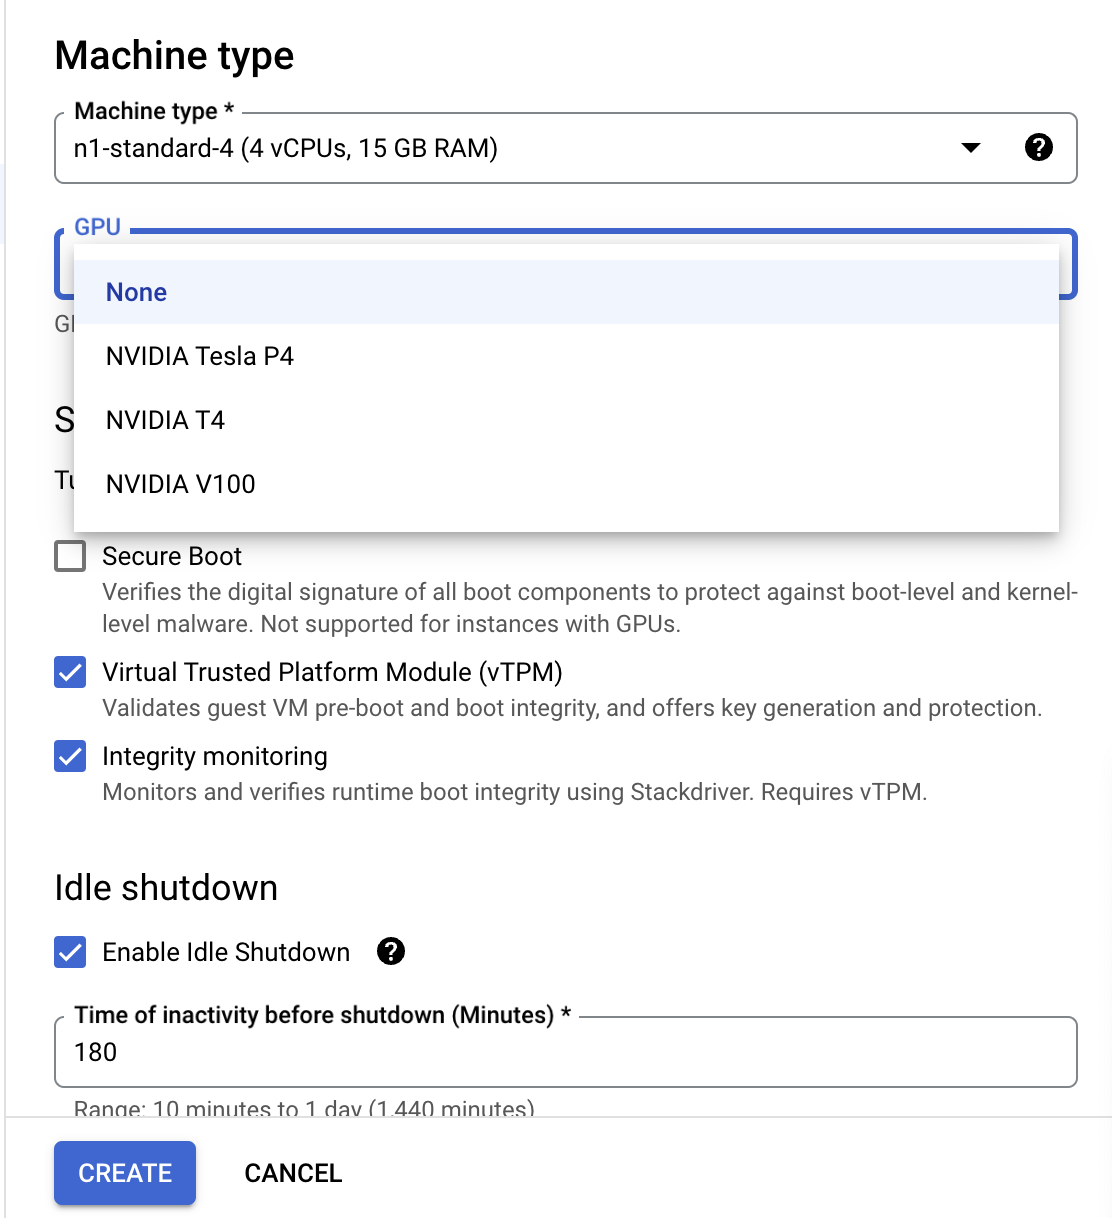 Machine type
Machine type *
n1-standard-4 (4 vCPUs, 15 GB RAM)
GPU
None
NVIDIA Tesla P4
NVIDIA T4
NVIDIA V100
Secure Boot
Verifies the digital signature of all boot components to protect against boot-level and kernel-
level malware. Not supported for instances with GPUs.
Virtual Trusted Platform Module (vTPM)
Validates guest VM pre-boot and boot integrity, and offers key generation and protection.
Integrity monitoring
Monitors and verifies runtime boot integrity using Stackdriver. Requires vTPM.
Idle shutdown
Enable Idle Shutdown
Time of inactivity before shutdown (Minutes) *
180
Range: 10 minutes to 1 day (1,440 minutes)
CREATE CANCEL